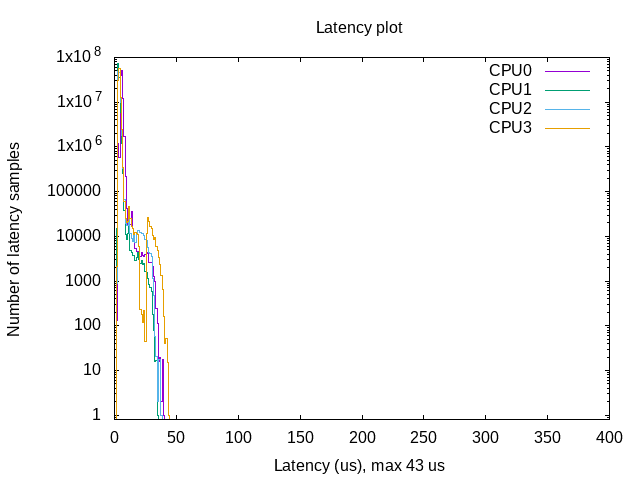 Latency plot
Number of latency samples
1x10^8
1x10^7
1x10^6
100000
10000
1000
100
10
1
CPU0
CPU1
CPU2
CPU3
0 50 100 150 200 250 300 350 400
Latency (us), max 43 us